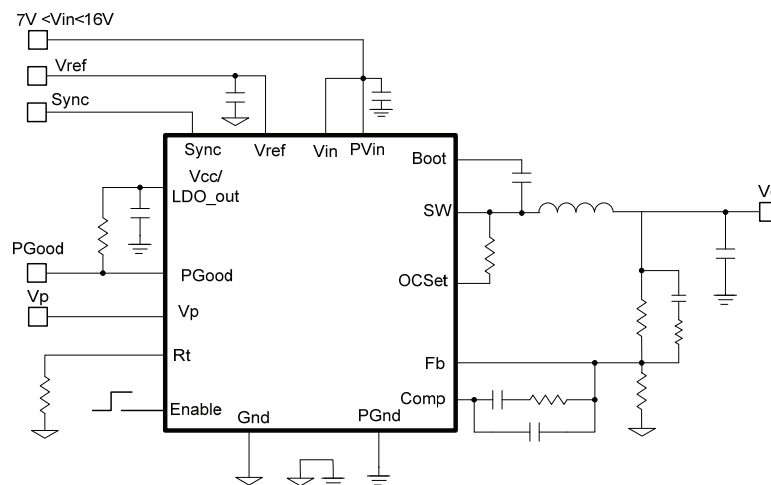 7V <Vin<16V
Vref
Sync
Sync Vref Vin PVin
Vcc/
LDO_out
Boot
SW
PGood
PGood
OCSet
Vp
Vp
Rt
Fb
Enable
Comp
Gnd
PGnd